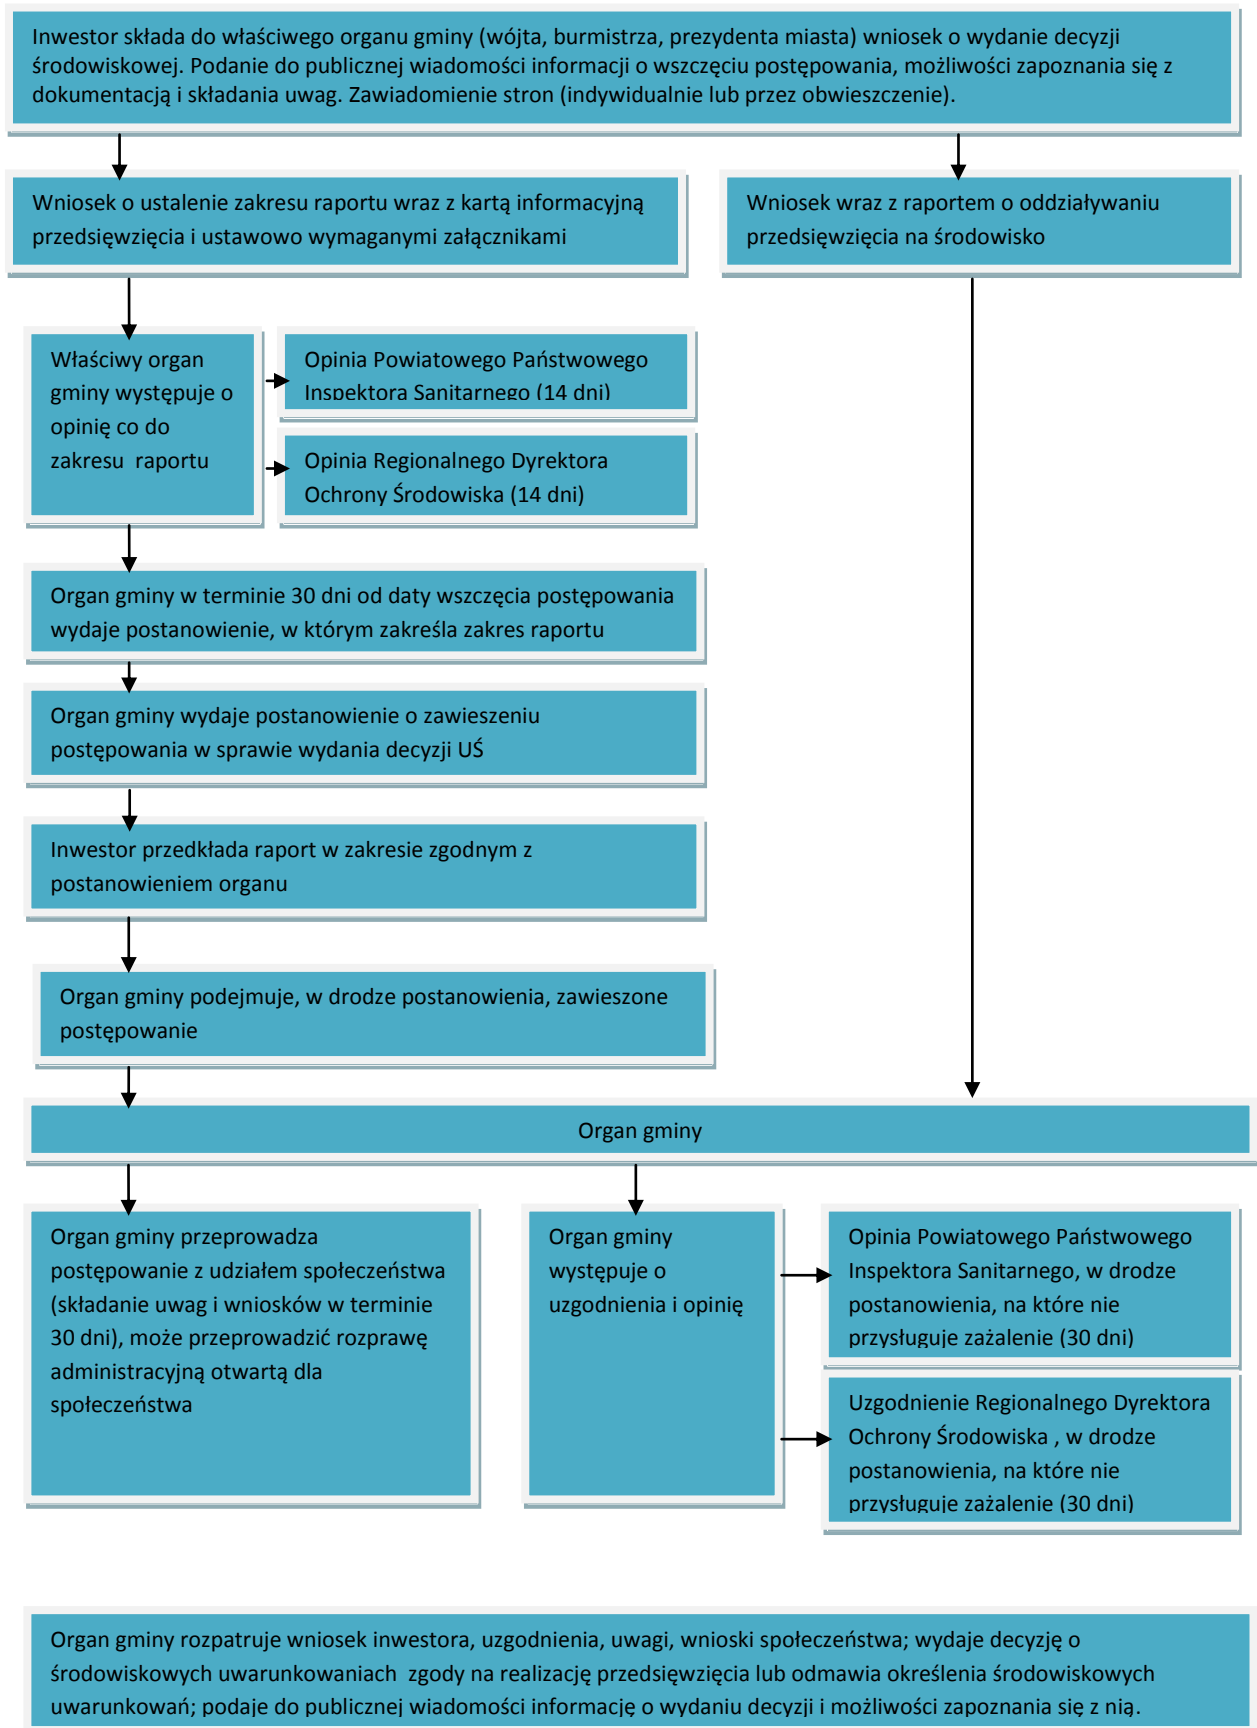 Inwestor składa do właściwego organu gminy (wójta, burmistrza, prezydenta miasta) wniosek o wydanie decyzji
środowiskowej. Podanie do publicznej wiadomości informacji o wszczęciu postępowania, możliwości zapoznania się z
dokumentacją i składania uwag. Zawiadomienie stron (indywidualnie lub przez obwieszczenie).
Wniosek o ustalenie zakresu raportu wraz z kartą informacyjną
przedsięwzięcia i ustawowo wymaganymi załącznikami
Wniosek wraz z raportem o oddziaływaniu
przedsięwzięcia na środowisko
Właściwy organ
gminy występuje o
opinię co do
zakresu raportu
Opinia Powiatowego Państwowego
Inspektora Sanitarnego (14 dni)
Opinia Regionalnego Dyrektora
Ochrony Środowiska (14 dni)
Organ gminy w terminie 30 dni od daty wszczęcia postępowania
wydaje postanowienie, w którym zakreśla zakres raportu
Organ gminy wydaje postanowienie o zawieszeniu
postępowania w sprawie wydania decyzji UŚ
Inwestor przedkłada raport w zakresie zgodnym z
postanowieniem organu
Organ gminy podejmuje, w drodze postanowienia, zawieszone
postępowanie
Organ gminy
Organ gminy przeprowadza
postępowanie z udziałem społeczeństwa
(składanie uwag i wniosków w terminie
30 dni), może przeprowadzić rozprawę
administracyjną otwartą dla
społeczeństwa
Organ gminy
występuje o
uzgodnienia i opinię
Opinia Powiatowego Państwowego
Inspektora Sanitarnego, w drodze
postanowienia, na które nie
przysługuje zażalenie (30 dni)
Uzgodnienie Regionalnego Dyrektora
Ochrony Środowiska , w drodze
postanowienia, na które nie
przysługuje zażalenie (30 dni)
Organ gminy rozpatruje wniosek inwestora, uzgodnienia, uwagi, wnioski społeczeństwa; wydaje decyzję o
środowiskowych uwarunkowaniach zgody na realizację przedsięwzięcia lub odmawia określenia środowiskowych
uwarunkowań; podaje do publicznej wiadomości informację o wydaniu decyzji i możliwości zapoznania się z nią.